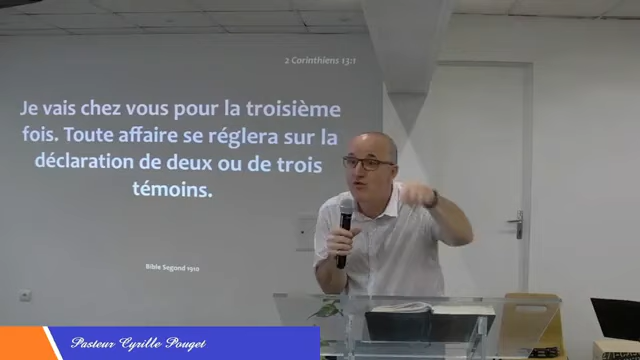 2 Corinthiens 13:1
Je vais chez vous pour la troisième
fois. Toute affaire se réglera sur la
déclaration de deux ou de trois
témoins.
Bible Segond 1910
Pasteur Cyrille Pouget